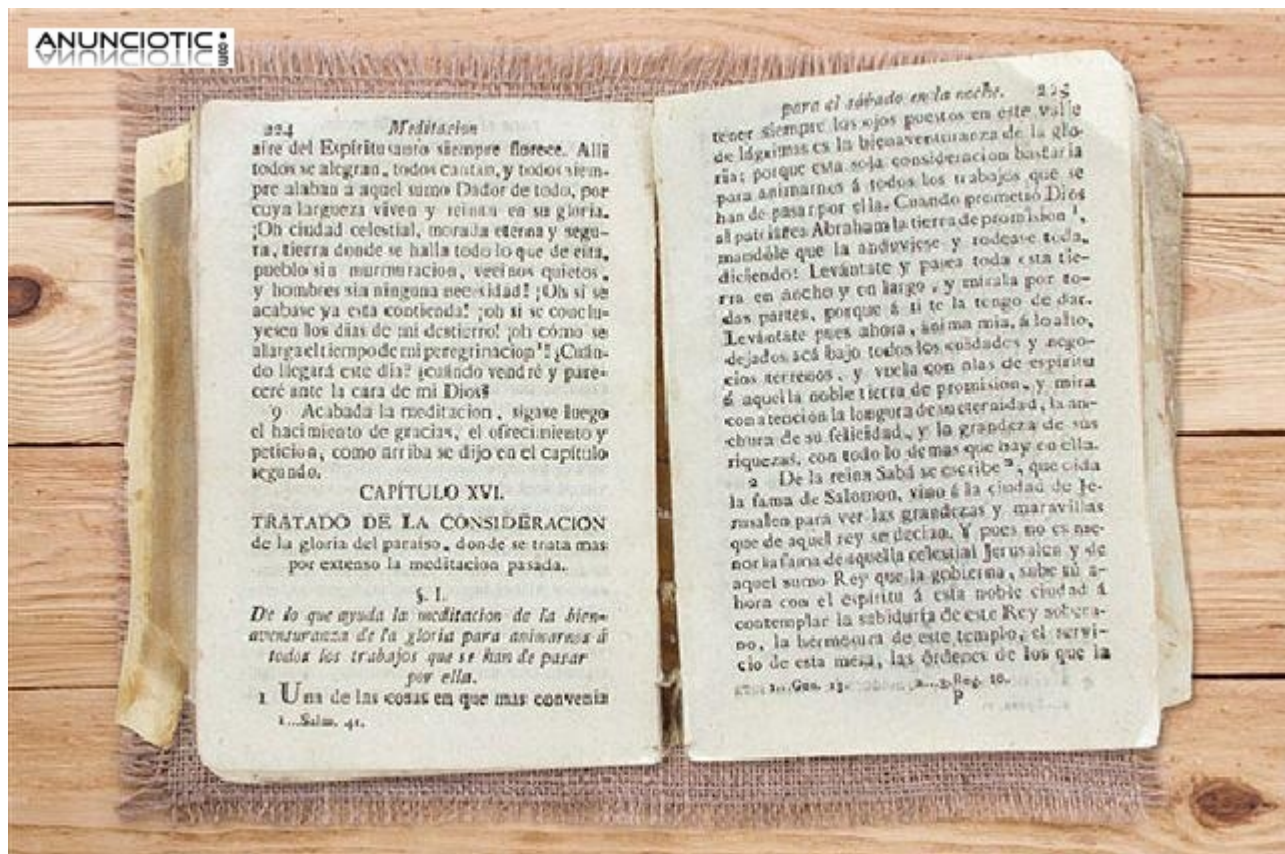 ANUNCIOTIC.com
224 Meditacion
aire del Espíritusanto siempre florece. Allí
todos se alegran, todos cantan, y todos siem-
pre alaban á aquel sumo Dador de todo, por
cuya largueza viven y reinan en su gloria.
¡Oh ciudad celestial, morada eterna y segu-
ra, tierra donde se halla todo lo que deleita,
pueblo sin murmuracion, vecinos quietos,
y hombres sin ninguna necesidad! ¡Oh si se
acabase ya esta contienda! ¡oh si se conclu-
yesen los dias de mi destierro! ¡oh cómo se
alarga el tiempo de mi peregrinacion¹! ¿Cuán-
do llegará este dia? ¿cuándo vendré y pare-
ceré ante la cara de mi Dios?
9 Acabada la meditacion, sígase luego
el hacimiento de gracias, el ofrecimiento y
peticion, como arriba se dijo en el capítulo
segundo.
CAPÍTULO XVI.
TRATADO DE LA CONSIDERACION
de la gloria del paraiso, donde se trata mas
por extenso la meditacion pasada.
§. I.
De lo que ayuda la meditacion de la bien-
aventuranza de la gloria para animarnos á
todos los trabajos que se han de pasar
por ella.
1 Una de las cosas en que mas convenia
1...Salm. 41.
para el sábado en la noche. 225
tener siempre los ojos puestos en este valle
de lágrimas es la bienaventuranza de la glo-
ria; porque esta sola consideracion bastaria
para animarnos á todos los trabajos que se
han de pasar por ella. Cuando prometió Dios
al patriarca Abraham la tierra de promision¹,
mandóle que la anduviese y rodease toda,
diciendo: Levántate y pasea toda esta tie-
rra en ancho y en largo, y mírala por to-
das partes, porque á ti te la tengo de dar.
Levántate pues ahora, ánima mia, á lo alto,
dejados acá bajo todos los cuidados y nego-
cios terrenos, y vuela con alas de espíritu
á aquella noble tierra de promision, y mira
con atencion la longura de su eternidad, la an-
chura de su felicidad, y la grandeza de sus
riquezas, con todo lo demas que hay en ella.
2 De la reina Sabá se escribe², que oida
la fama de Salomon, vino á la ciudad de Je-
rusalen para ver las grandezas y maravillas
que de aquel rey se decian. Y pues no es me-
nor la fama de aquella celestial Jerusalen y de
aquel sumo Rey que la gobierna, sube tú a-
hora con el espíritu á esta noble ciudad á
contemplar la sabiduría de este Rey sobera-
no, la hermosura de este templo, el servi-
cio de esta mesa, las órdenes de los que la
1...Gen. 13. 2...3. Reg. 10.
P